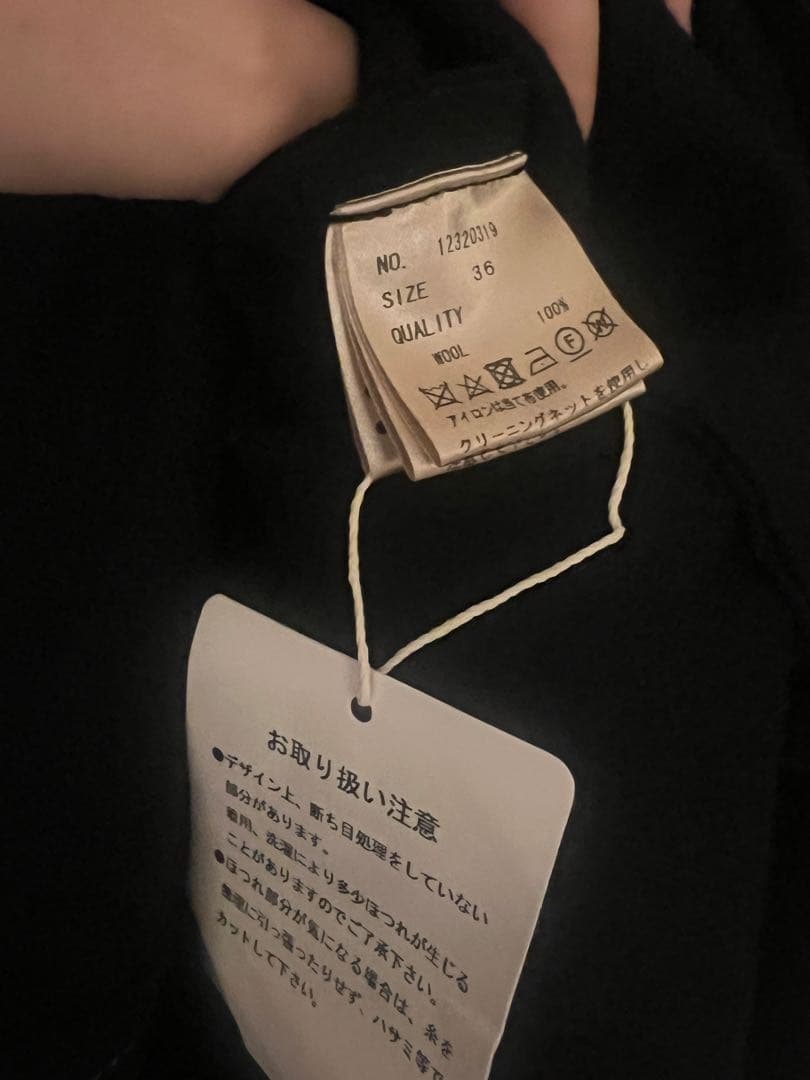 NO. 12320319
SIZE 36
QUALITY
WOOL 100%
F W
アイロンは当て布使用。
クリーニングネットを使用し
お取り扱い注意
●デザイン上、断ち目処理をしていない
部分があります。
着用、洗濯により多少ほつれが生じる
ことがありますのでご了承下さい。
●ほつれ部分が気になる場合は、糸を
無理に引っ張ったりせず、ハサミ等で
カットして下さい。